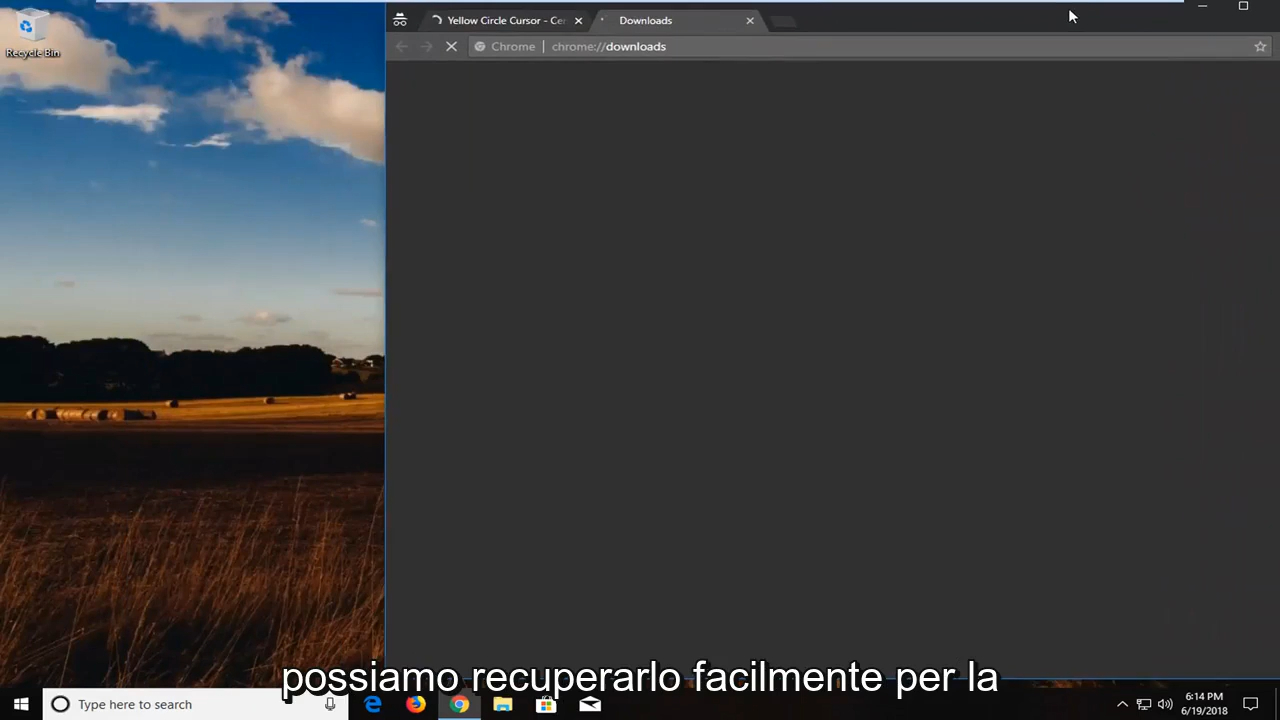 Recycle Bin
Yellow Circle Cursor - Cer
Downloads
Chrome | chrome://downloads
possiamo recuperarlo facilmente per la
Type here to search
6:14 PM
6/19/2018